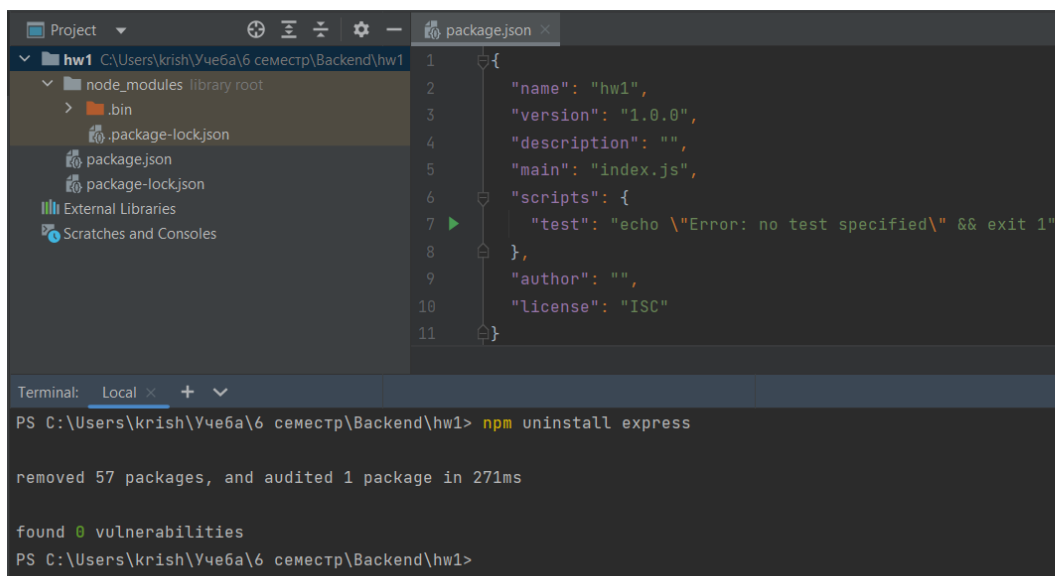 Project
hw1 C:\Users\krish\Учеба\6 семестр\Backend\hw1
node_modules library root
.bin
.package-lock.json
package.json
package-lock.json
External Libraries
Scratches and Consoles
package.json
1 {
2 "name": "hw1",
3 "version": "1.0.0",
4 "description": "",
5 "main": "index.js",
6 "scripts": {
7 "test": "echo \"Error: no test specified\" && exit 1"
8 },
9 "author": "",
10 "license": "ISC"
11 }
Terminal: Local
PS C:\Users\krish\Учеба\6 семестр\Backend\hw1> npm uninstall express
removed 57 packages, and audited 1 package in 271ms
found 0 vulnerabilities
PS C:\Users\krish\Учеба\6 семестр\Backend\hw1>